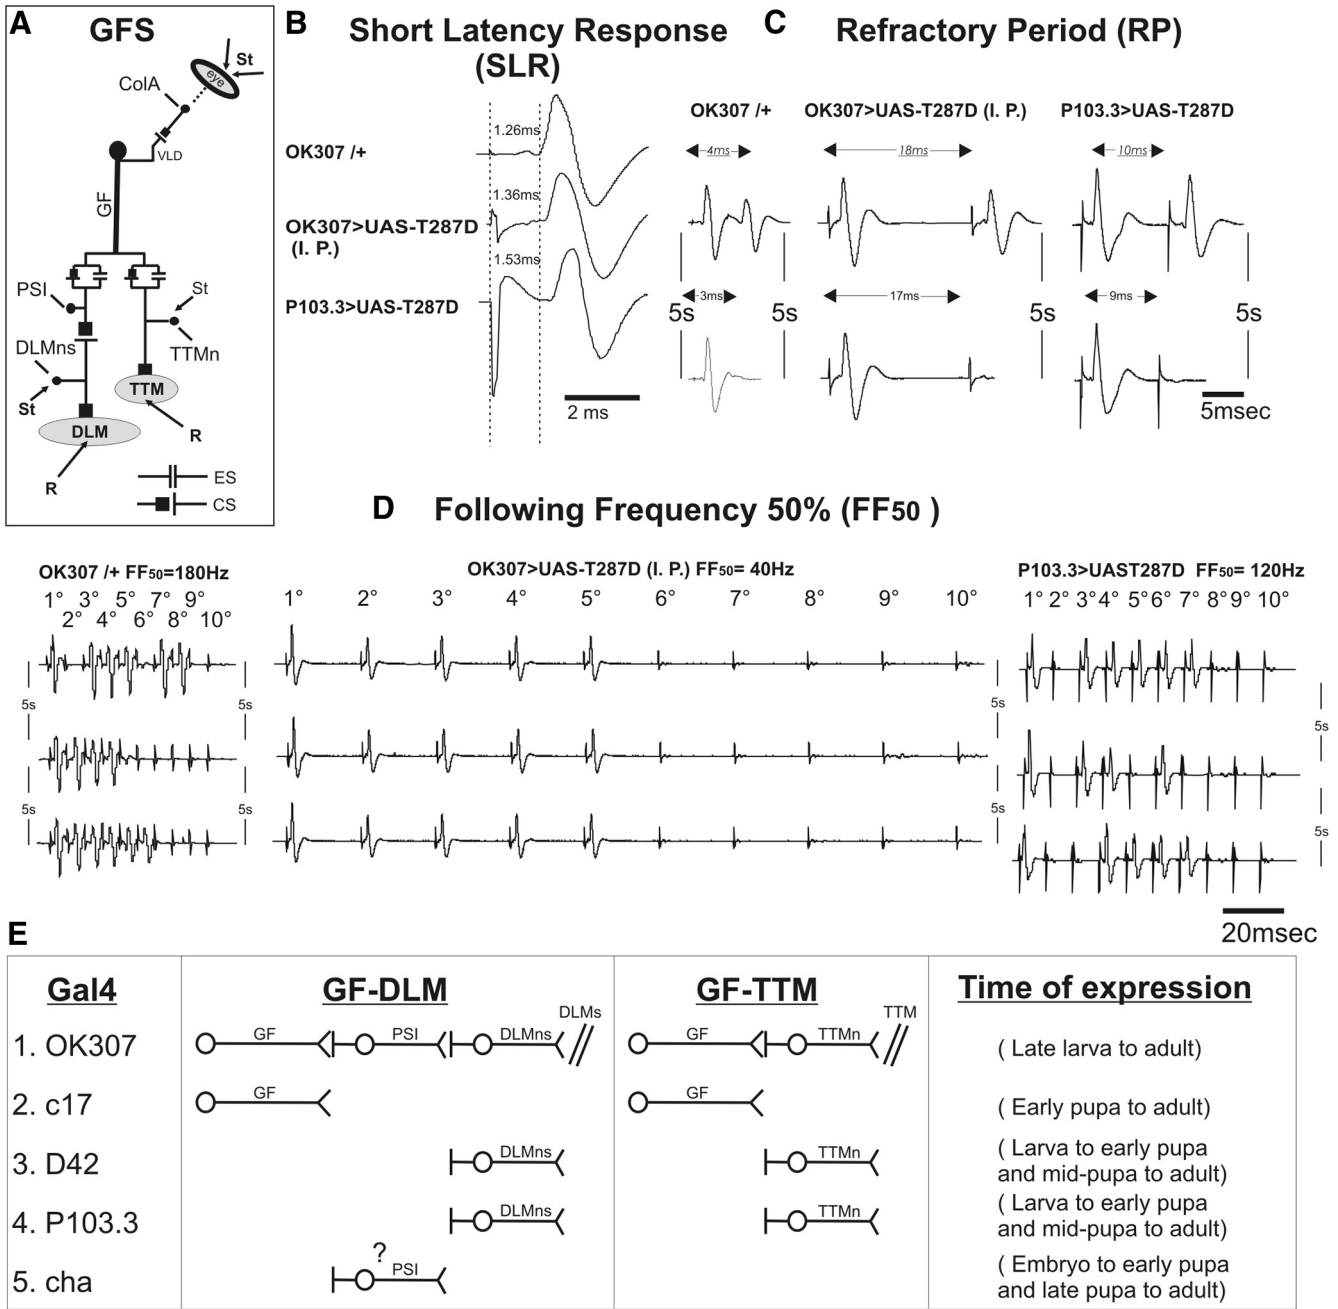 A
GFS
St
eye
ColA
VLD
GF
PSI
St
DLMns
TTMn
St
TTM
DLM
R
R
ES
CS
B
Short Latency Response
(SLR)
1.26ms
OK307 /+
1.36ms
OK307>UAS-T287D
(I. P.)
1.53ms
P103.3>UAS-T287D
2 ms
C
Refractory Period (RP)
OK307 /+
OK307>UAS-T287D (I. P.)
P103.3>UAS-T287D
4ms
18ms
10ms
3ms
17ms
9ms
5s
5s
5s
5s
5msec
D
Following Frequency 50% (FF50 )
OK307 /+ FF50=180Hz
1° 3° 5° 7° 9°
2° 4° 6° 8° 10°
5s
5s
5s
5s
OK307>UAS-T287D (I. P.) FF50= 40Hz
1° 2° 3° 4° 5° 6° 7° 8° 9° 10°
5s
5s
P103.3>UAST287D FF50= 120Hz
1° 2° 3° 4° 5° 6° 7° 8° 9° 10°
5s
5s
20msec
E
Gal4
GF-DLM
GF-TTM
Time of expression
1. OK307
GF
PSI
DLMns
DLMs
GF
TTMn
TTM
( Late larva to adult)
2. c17
GF
GF
( Early pupa to adult)
3. D42
DLMns
TTMn
( Larva to early pupa
and mid-pupa to adult)
4. P103.3
DLMns
TTMn
( Larva to early pupa
and mid-pupa to adult)
5. cha
?
PSI
( Embryo to early pupa
and late pupa to adult)